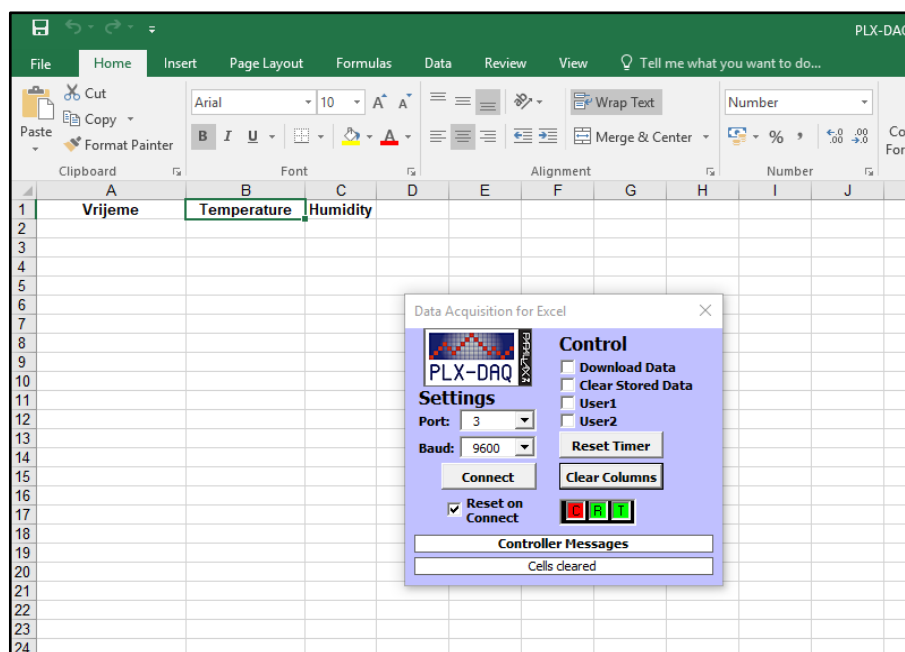 PLX-DAQ
File Home Insert Page Layout Formulas Data Review View Tell me what you want to do...
Cut
Copy
Format Painter
Paste
Arial 10 A A Wrap Text Number
B I U A Merge & Center % , .00 .0 Co
For
Clipboard Font Alignment Number
A B C D E F G H I J
1 Vrijeme Temperature Humidity
2
3
4
5
6
7
8
9
10
11
12
13
14
15
16
17
18
19
20
21
22
23
24
Data Acquisition for Excel
PLX-DAQ PARALLAX
Control
Download Data
Clear Stored Data
User1
User2
Settings
Port: 3
Baud: 9600
Reset Timer
Connect
Clear Columns
Reset on
Connect
C R T
Controller Messages
Cells cleared